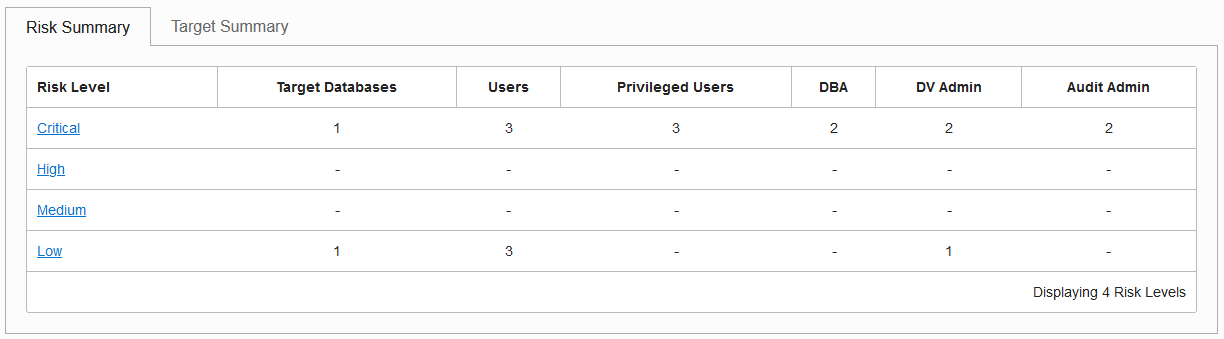 Risk Summary Target Summary
Risk Level Target Databases Users Privileged Users DBA DV Admin Audit Admin
Critical 1 3 3 2 2 2
High - - - - - -
Medium - - - - - -
Low 1 3 - - 1 -
Displaying 4 Risk Levels